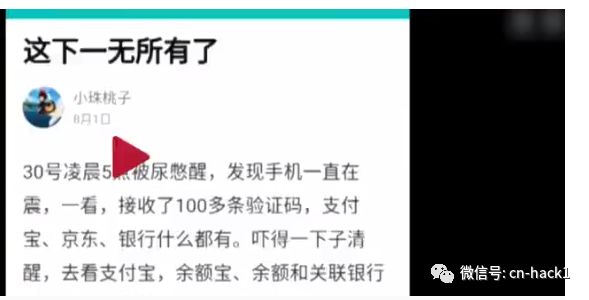 这下一无所有了
小珠桃子
8月1日
30号凌晨5点被尿憋醒，发现手机一直在
震，一看，接收了100多条验证码，支付
宝、京东、银行什么都有。吓得一下子清
醒，去看支付宝，余额宝、余额和关联银行
微信号: cn-hack1